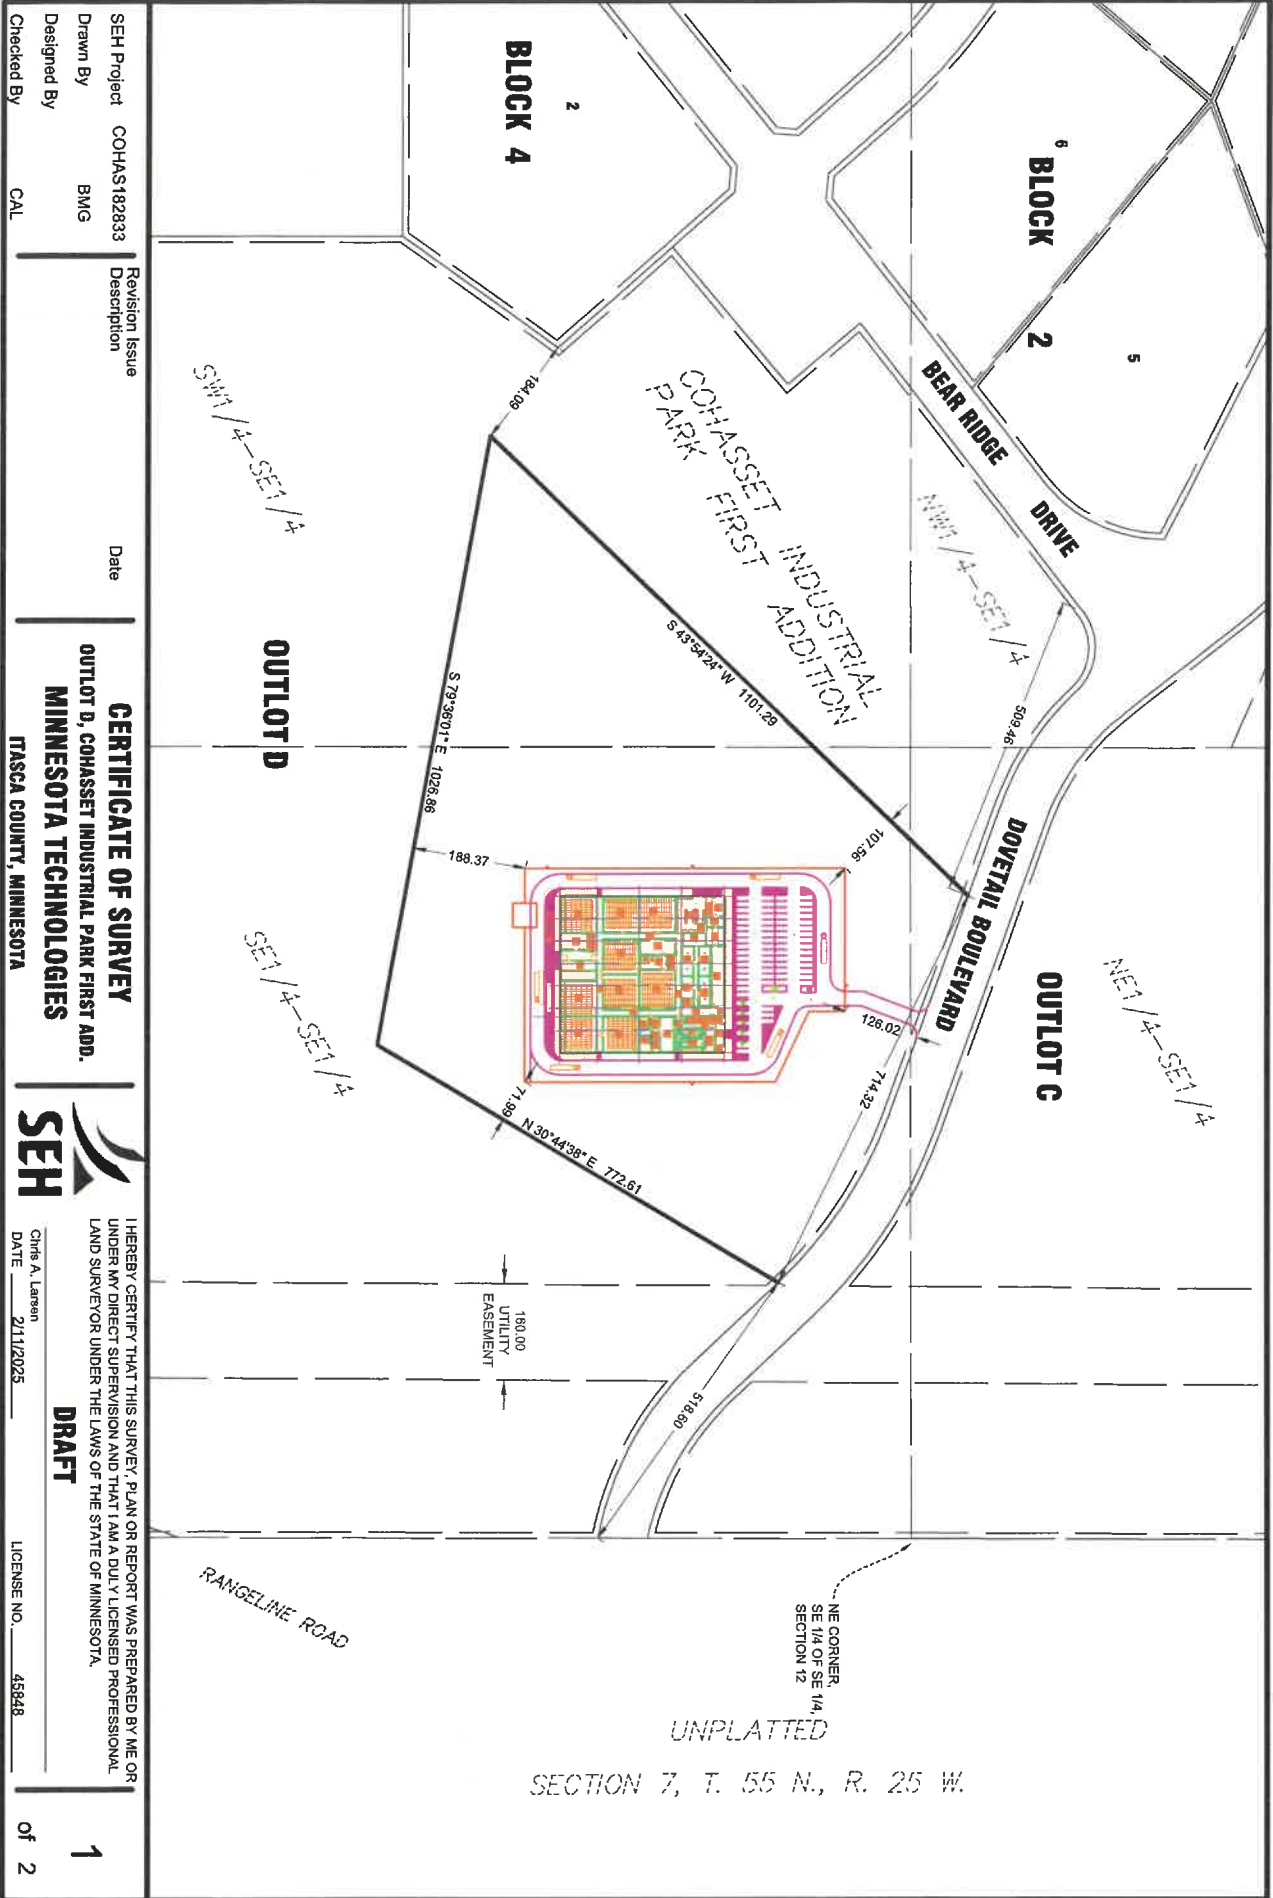 BLOCK 4
2
6
BLOCK 2
5
BEAR RIDGE DRIVE
NW1/4-SE1/4
COHASSET INDUSTRIAL
PARK FIRST ADDITION
184.09
SW1/4-SE1/4
S 43°54'24" W 1101.29
509.46
DOVETAIL BOULEVARD
OUTLOT C
NE1/4-SE1/4
OUTLOT D
S 79°36'01" E 1026.86
188.37
107.56
126.02
714.32
71.99
N 30°44'38" E 772.61
SE1/4-SE1/4
160.00
UTILITY
EASEMENT
518.60
RANGELINE ROAD
NE CORNER,
SE 1/4 OF SE 1/4,
SECTION 12
UNPLATTED
SECTION 7, T. 55 N., R. 25 W.
SEH Project COHAS182833
Drawn By BMG
Designed By
Checked By CAL
Revision Issue
Description Date
CERTIFICATE OF SURVEY
OUTLOT D, COHASSET INDUSTRIAL PARK FIRST ADD.
MINNESOTA TECHNOLOGIES
ITASCA COUNTY, MINNESOTA
SEH
I HEREBY CERTIFY THAT THIS SURVEY, PLAN OR REPORT WAS PREPARED BY ME OR
UNDER MY DIRECT SUPERVISION AND THAT I AM A DULY LICENSED PROFESSIONAL
LAND SURVEYOR UNDER THE LAWS OF THE STATE OF MINNESOTA.
DRAFT
Chris A. Larsen
DATE 2/11/2025 LICENSE NO. 45848
1
of 2